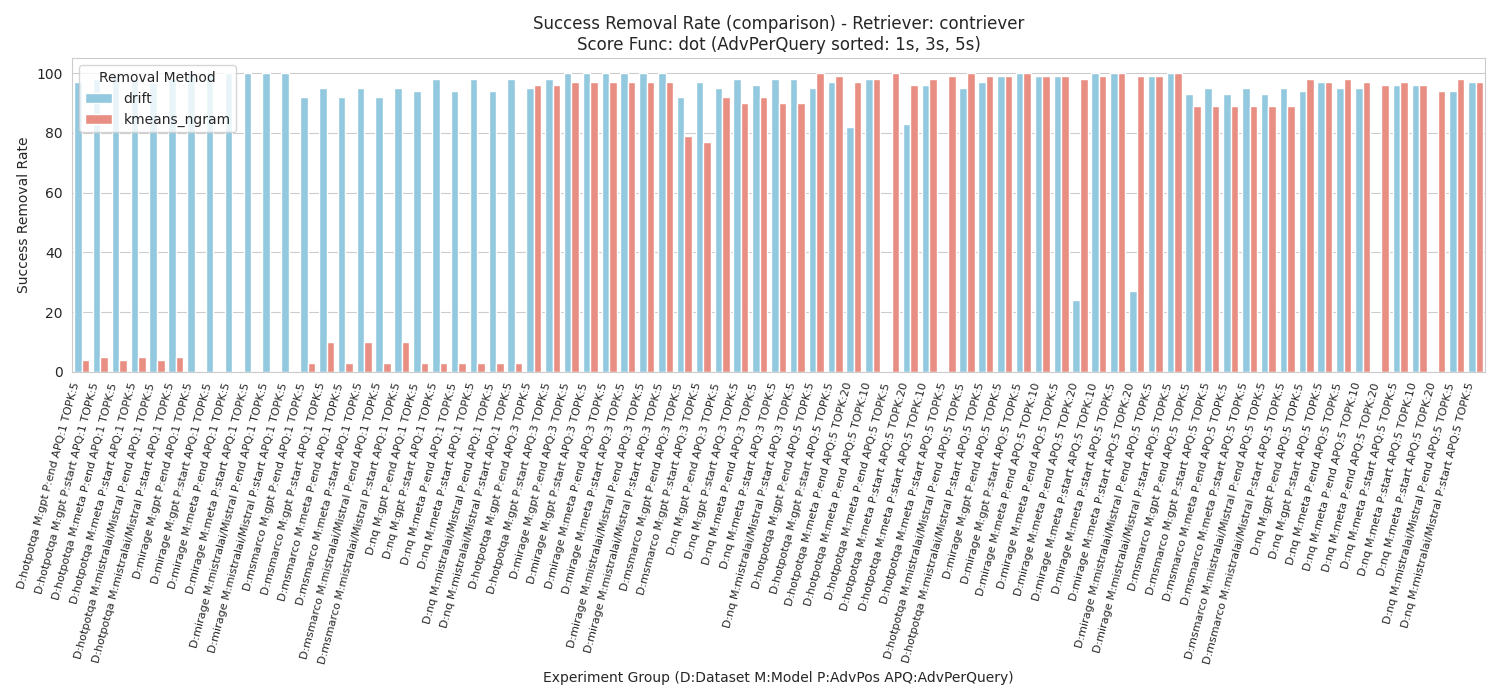 Success Removal Rate (comparison) - Retriever: contriever
Score Func: dot (AdvPerQuery sorted: 1s, 3s, 5s)
Removal Method
drift
kmeans_ngram
Success Removal Rate
100
80
60
40
20
0
D:hotpotqa M:gpt P:end APQ:1 TOPK:5
D:hotpotqa M:gpt P:start APQ:1 TOPK:5
D:hotpotqa M:meta P:end APQ:1 TOPK:5
D:hotpotqa M:meta P:start APQ:1 TOPK:5
D:hotpotqa M:mistralai/Mistral P:end APQ:1 TOPK:5
D:hotpotqa M:mistralai/Mistral P:start APQ:1 TOPK:5
D:mirage M:gpt P:end APQ:1 TOPK:5
D:mirage M:gpt P:start APQ:1 TOPK:5
D:mirage M:meta P:end APQ:1 TOPK:5
D:mirage M:meta P:start APQ:1 TOPK:5
D:mirage M:mistralai/Mistral P:end APQ:1 TOPK:5
D:mirage M:mistralai/Mistral P:start APQ:1 TOPK:5
D:msmarco M:gpt P:end APQ:1 TOPK:5
D:msmarco M:gpt P:start APQ:1 TOPK:5
D:msmarco M:meta P:end APQ:1 TOPK:5
D:msmarco M:meta P:start APQ:1 TOPK:5
D:msmarco M:mistralai/Mistral P:end APQ:1 TOPK:5
D:msmarco M:mistralai/Mistral P:start APQ:1 TOPK:5
D:nq M:gpt P:end APQ:1 TOPK:5
D:nq M:gpt P:start APQ:1 TOPK:5
D:nq M:meta P:end APQ:1 TOPK:5
D:nq M:meta P:start APQ:1 TOPK:5
D:nq M:mistralai/Mistral P:end APQ:1 TOPK:5
D:nq M:mistralai/Mistral P:start APQ:1 TOPK:5
D:hotpotqa M:gpt P:end APQ:3 TOPK:5
D:hotpotqa M:gpt P:start APQ:3 TOPK:5
D:mirage M:gpt P:end APQ:3 TOPK:5
D:mirage M:gpt P:start APQ:3 TOPK:5
D:mirage M:meta P:end APQ:3 TOPK:5
D:mirage M:meta P:start APQ:3 TOPK:5
D:mirage M:mistralai/Mistral P:end APQ:3 TOPK:5
D:mirage M:mistralai/Mistral P:start APQ:3 TOPK:5
D:msmarco M:gpt P:end APQ:3 TOPK:5
D:msmarco M:gpt P:start APQ:3 TOPK:5
D:nq M:gpt P:end APQ:3 TOPK:5
D:nq M:gpt P:start APQ:3 TOPK:5
D:nq M:meta P:end APQ:3 TOPK:5
D:nq M:meta P:start APQ:3 TOPK:5
D:nq M:mistralai/Mistral P:start APQ:3 TOPK:5
D:hotpotqa M:gpt P:end APQ:5 TOPK:5
D:hotpotqa M:gpt P:start APQ:5 TOPK:5
D:hotpotqa M:meta P:end APQ:5 TOPK:20
D:hotpotqa M:meta P:end APQ:5 TOPK:10
D:hotpotqa M:meta P:end APQ:5 TOPK:5
D:hotpotqa M:meta P:start APQ:5 TOPK:20
D:hotpotqa M:meta P:start APQ:5 TOPK:10
D:hotpotqa M:meta P:start APQ:5 TOPK:5
D:hotpotqa M:mistralai/Mistral P:end APQ:5 TOPK:5
D:hotpotqa M:mistralai/Mistral P:start APQ:5 TOPK:5
D:mirage M:gpt P:end APQ:5 TOPK:5
D:mirage M:gpt P:start APQ:5 TOPK:5
D:mirage M:meta P:end APQ:5 TOPK:10
D:mirage M:meta P:end APQ:5 TOPK:5
D:mirage M:meta P:end APQ:5 TOPK:20
D:mirage M:meta P:start APQ:5 TOPK:10
D:mirage M:meta P:start APQ:5 TOPK:5
D:mirage M:meta P:start APQ:5 TOPK:20
D:mirage M:mistralai/Mistral P:end APQ:5 TOPK:5
D:mirage M:mistralai/Mistral P:start APQ:5 TOPK:5
D:msmarco M:gpt P:end APQ:5 TOPK:5
D:msmarco M:gpt P:start APQ:5 TOPK:5
D:msmarco M:meta P:end APQ:5 TOPK:5
D:msmarco M:meta P:start APQ:5 TOPK:5
D:msmarco M:mistralai/Mistral P:end APQ:5 TOPK:5
D:msmarco M:mistralai/Mistral P:start APQ:5 TOPK:5
D:nq M:gpt P:end APQ:5 TOPK:5
D:nq M:gpt P:start APQ:5 TOPK:5
D:nq M:meta P:end APQ:5 TOPK:5
D:nq M:meta P:end APQ:5 TOPK:10
D:nq M:meta P:end APQ:5 TOPK:20
D:nq M:meta P:start APQ:5 TOPK:5
D:nq M:meta P:start APQ:5 TOPK:10
D:nq M:meta P:start APQ:5 TOPK:20
D:nq M:mistralai/Mistral P:end APQ:5 TOPK:5
D:nq M:mistralai/Mistral P:start APQ:5 TOPK:5
Experiment Group (D:Dataset M:Model P:AdvPos APQ:AdvPerQuery)